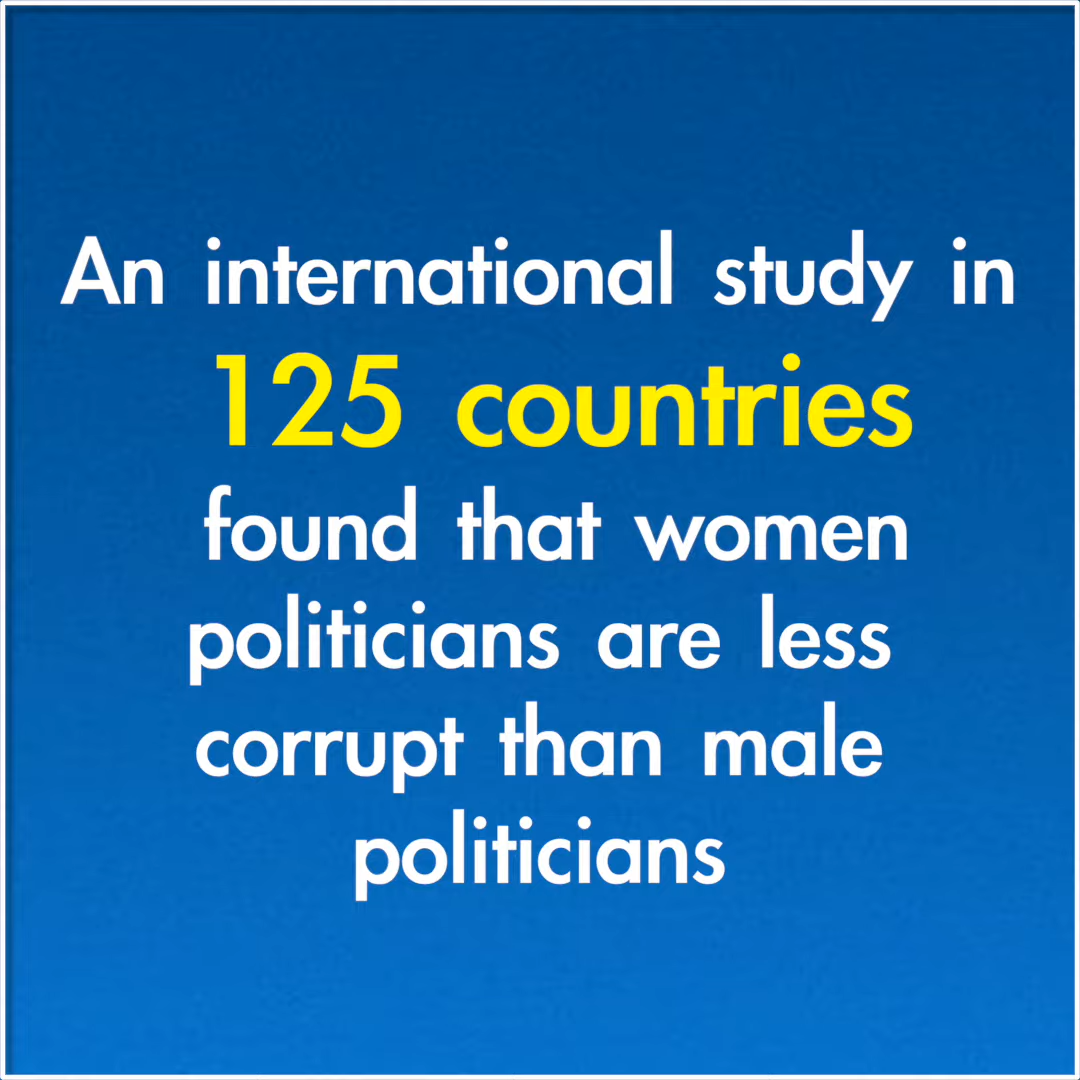 An international study in
125 countries
found that women
politicians are less
corrupt than male
politicians